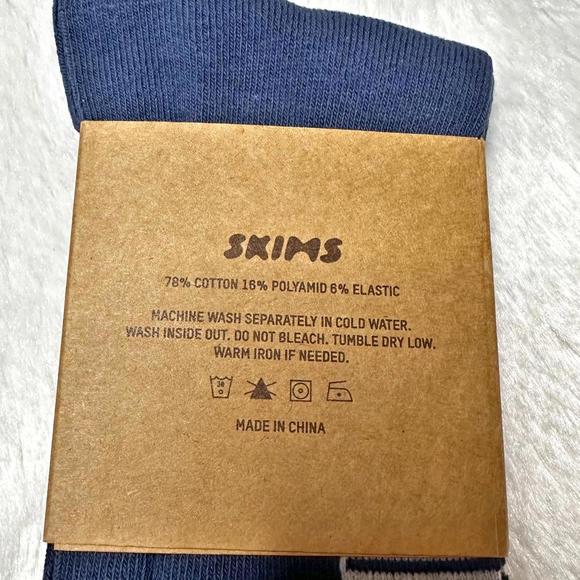 SKIMS
78% COTTON 16% POLYAMID 6% ELASTIC
MACHINE WASH SEPARATELY IN COLD WATER.
WASH INSIDE OUT. DO NOT BLEACH. TUMBLE DRY LOW.
WARM IRON IF NEEDED.
30
MADE IN CHINA